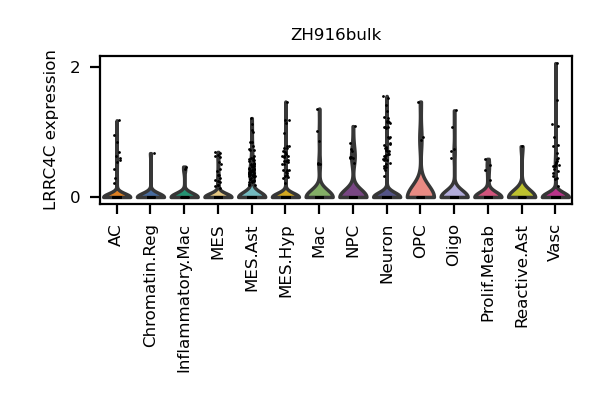 ZH916bulk
LRRC4C expression
2
0
AC
Chromatin.Reg
Inflammatory.Mac
MES
MES.Ast
MES.Hyp
Mac
NPC
Neuron
OPC
Oligo
Prolif.Metab
Reactive.Ast
Vasc